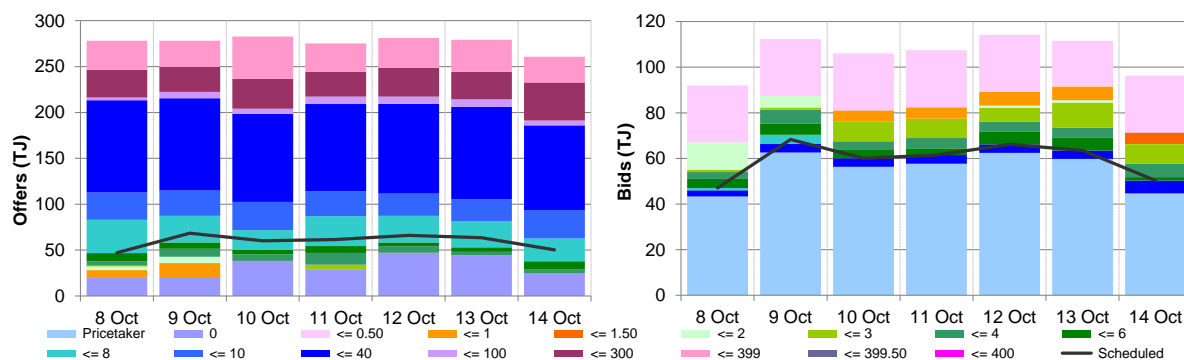 300
250
200
150
100
50
0
Offers (TJ)
8 Oct 9 Oct 10 Oct 11 Oct 12 Oct 13 Oct 14 Oct
120
100
80
60
40
20
0
Bids (TJ)
8 Oct 9 Oct 10 Oct 11 Oct 12 Oct 13 Oct 14 Oct
Pricetaker 0 <= 0.50 <= 1 <= 1.50 <= 2 <= 3 <= 4 <= 6
<= 8 <= 10 <= 40 <= 100 <= 300 <= 399 <= 399.50 <= 400 Scheduled